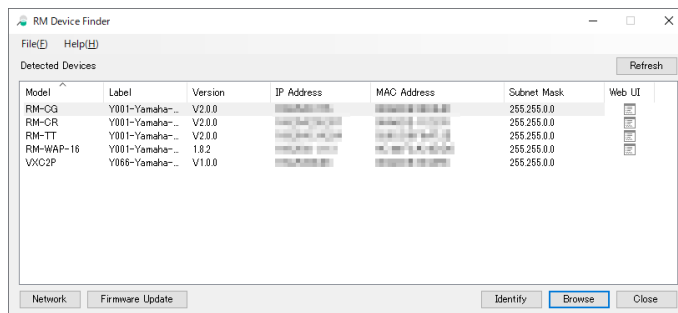 RM Device Finder
File(F) Help(H)
Detected Devices Refresh
Model Label Version IP Address MAC Address Subnet Mask Web UI
RM-CG Y001-Yamaha-... V2.0.0 255.255.0.0
RM-CR Y001-Yamaha-... V2.0.0 255.255.0.0
RM-TT Y001-Yamaha-... V2.0.0 255.255.0.0
RM-WAP-16 Y001-Yamaha-... 1.8.2 255.255.0.0
VXC2P Y066-Yamaha-... V1.0.0 255.255.0.0
Network Firmware Update Identify Browse Close